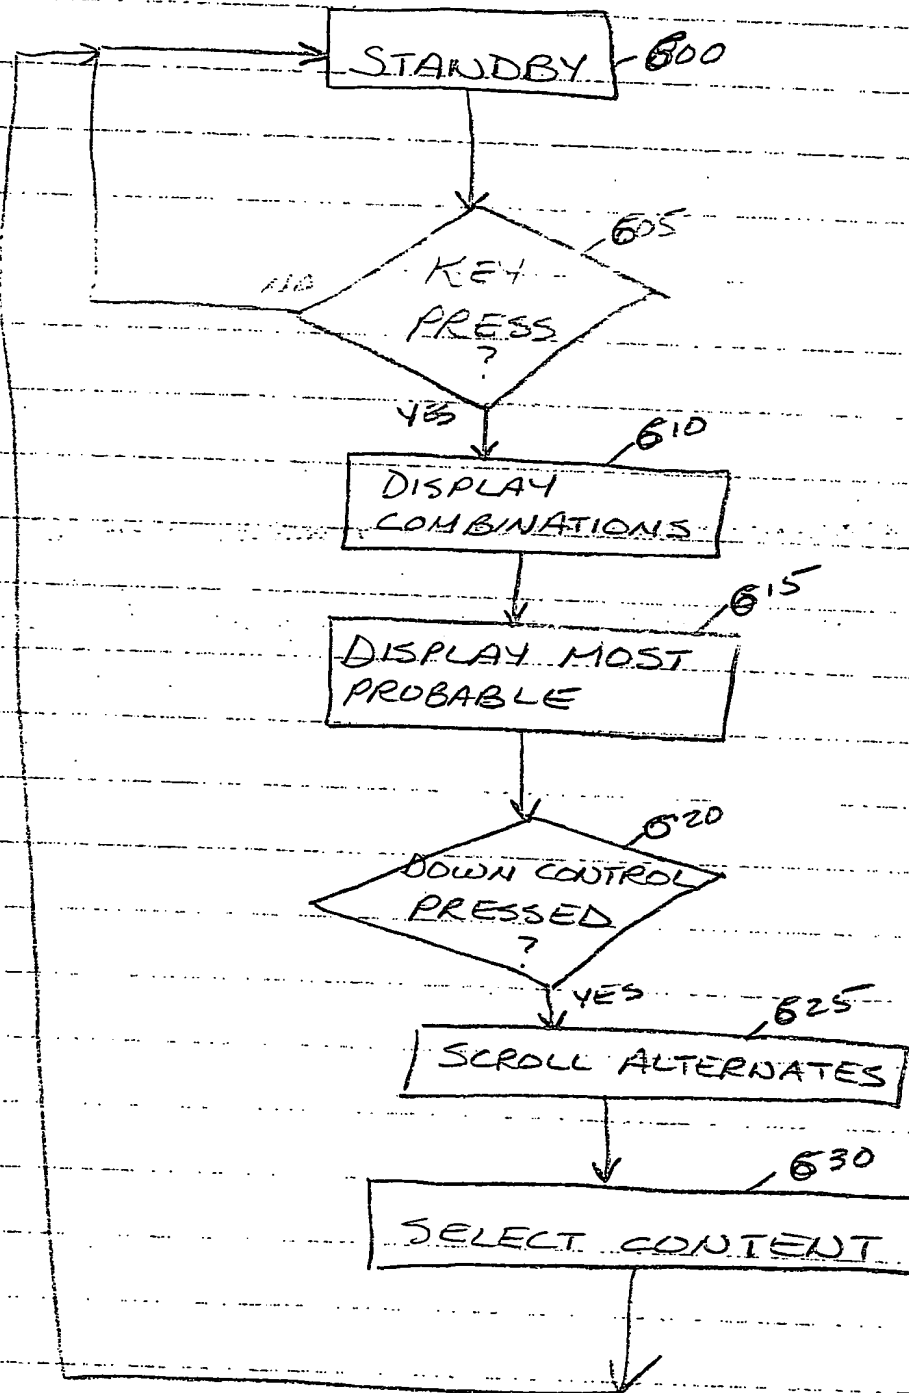 STANDBY
600
605
NO
KEY
PRESS
?
YES
610
DISPLAY
COMBINATIONS
615
DISPLAY MOST
PROBABLE
620
DOWN CONTROL
PRESSED
?
YES
625
SCROLL ALTERNATES
630
SELECT CONTENT